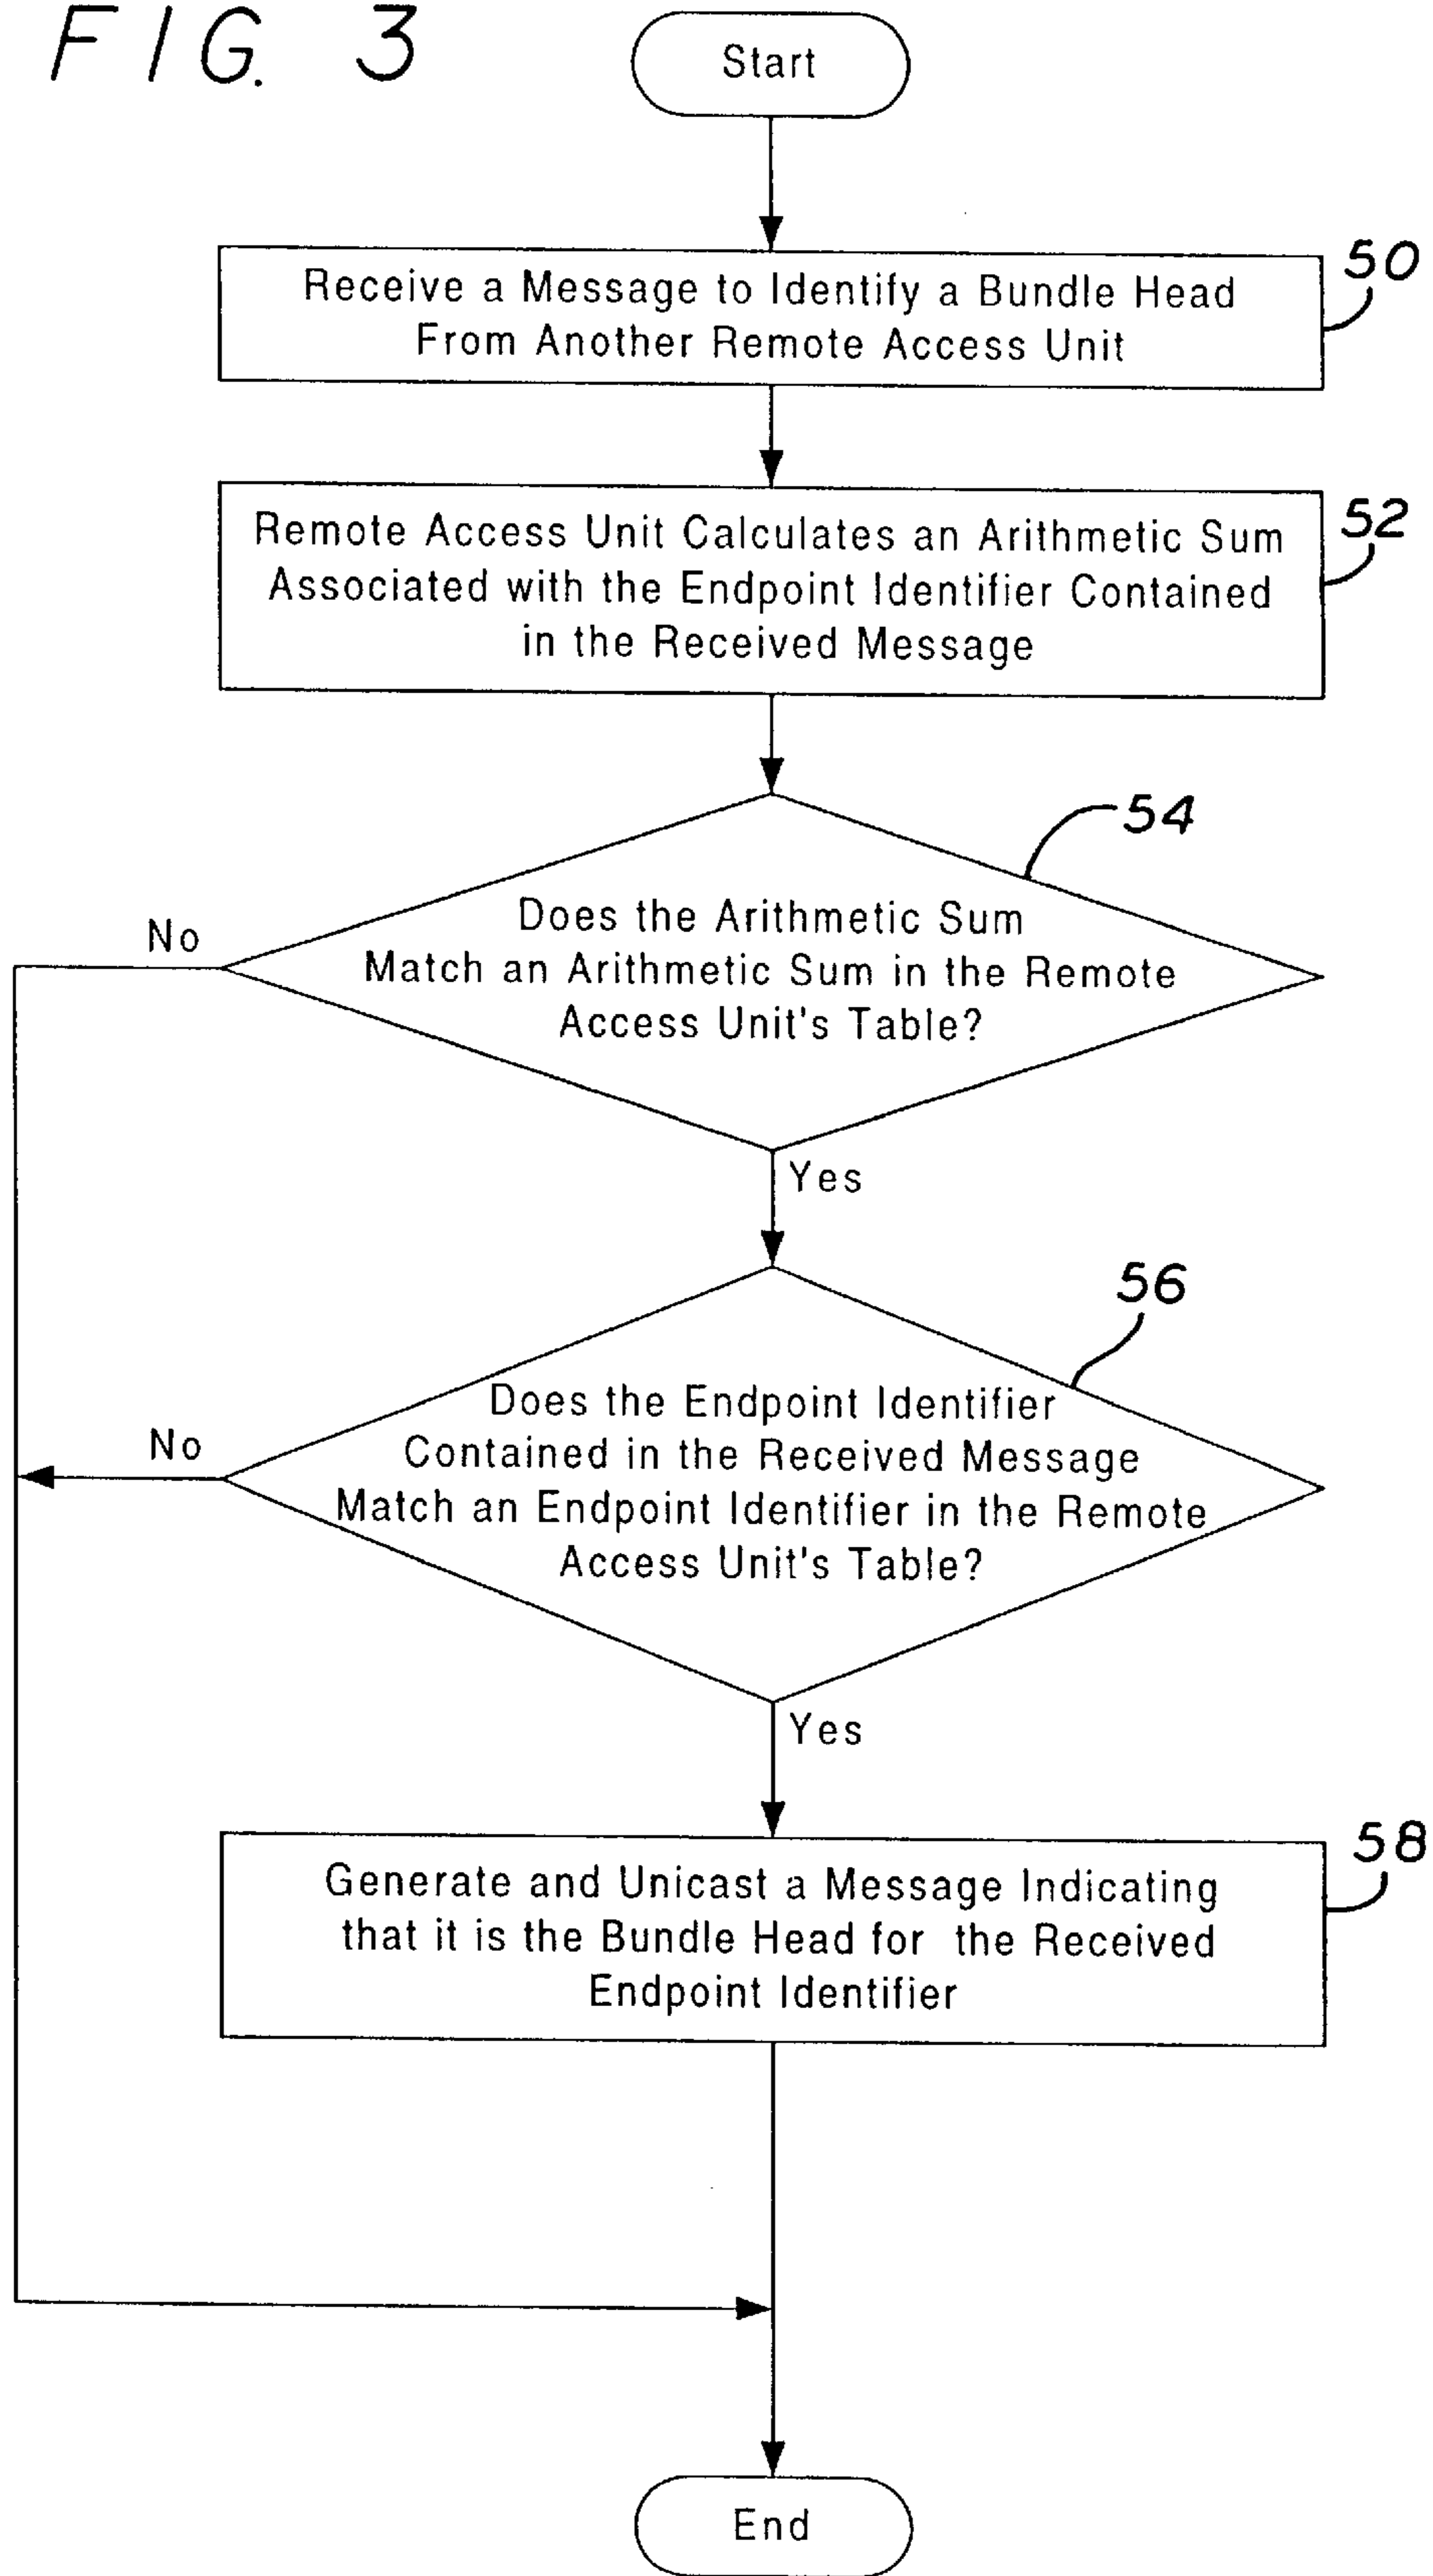 FIG. 3
Start
Receive a Message to Identify a Bundle Head
From Another Remote Access Unit
50
Remote Access Unit Calculates an Arithmetic Sum
Associated with the Endpoint Identifier Contained
in the Received Message
52
54
Does the Arithmetic Sum
Match an Arithmetic Sum in the Remote
Access Unit's Table?
No
Yes
56
Does the Endpoint Identifier
Contained in the Received Message
Match an Endpoint Identifier in the Remote
Access Unit's Table?
No
Yes
Generate and Unicast a Message Indicating
that it is the Bundle Head for the Received
Endpoint Identifier
58
End